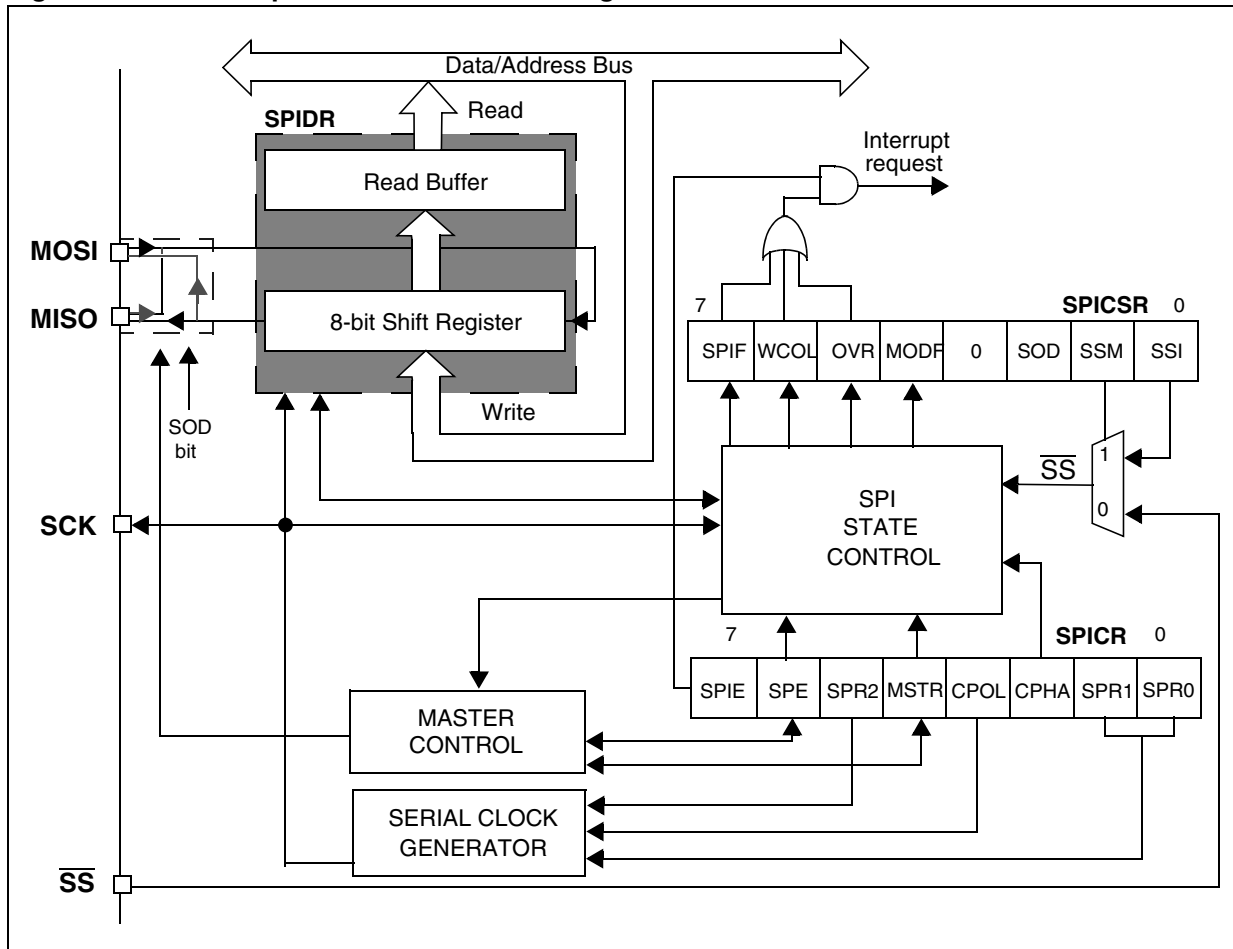 Data/Address Bus
SPIDR
Read
Read Buffer
Interrupt
request
MOSI
MISO
8-bit Shift Register
Write
SOD
bit
7
SPICSR
0
SPIF
WCOL
OVR
MODF
0
SOD
SSM
SSI
1
0
SS
SCK
SPI
STATE
CONTROL
7
SPICR
0
SPIE
SPE
SPR2
MSTR
CPOL
CPHA
SPR1
SPR0
MASTER
CONTROL
SERIAL CLOCK
GENERATOR
SS